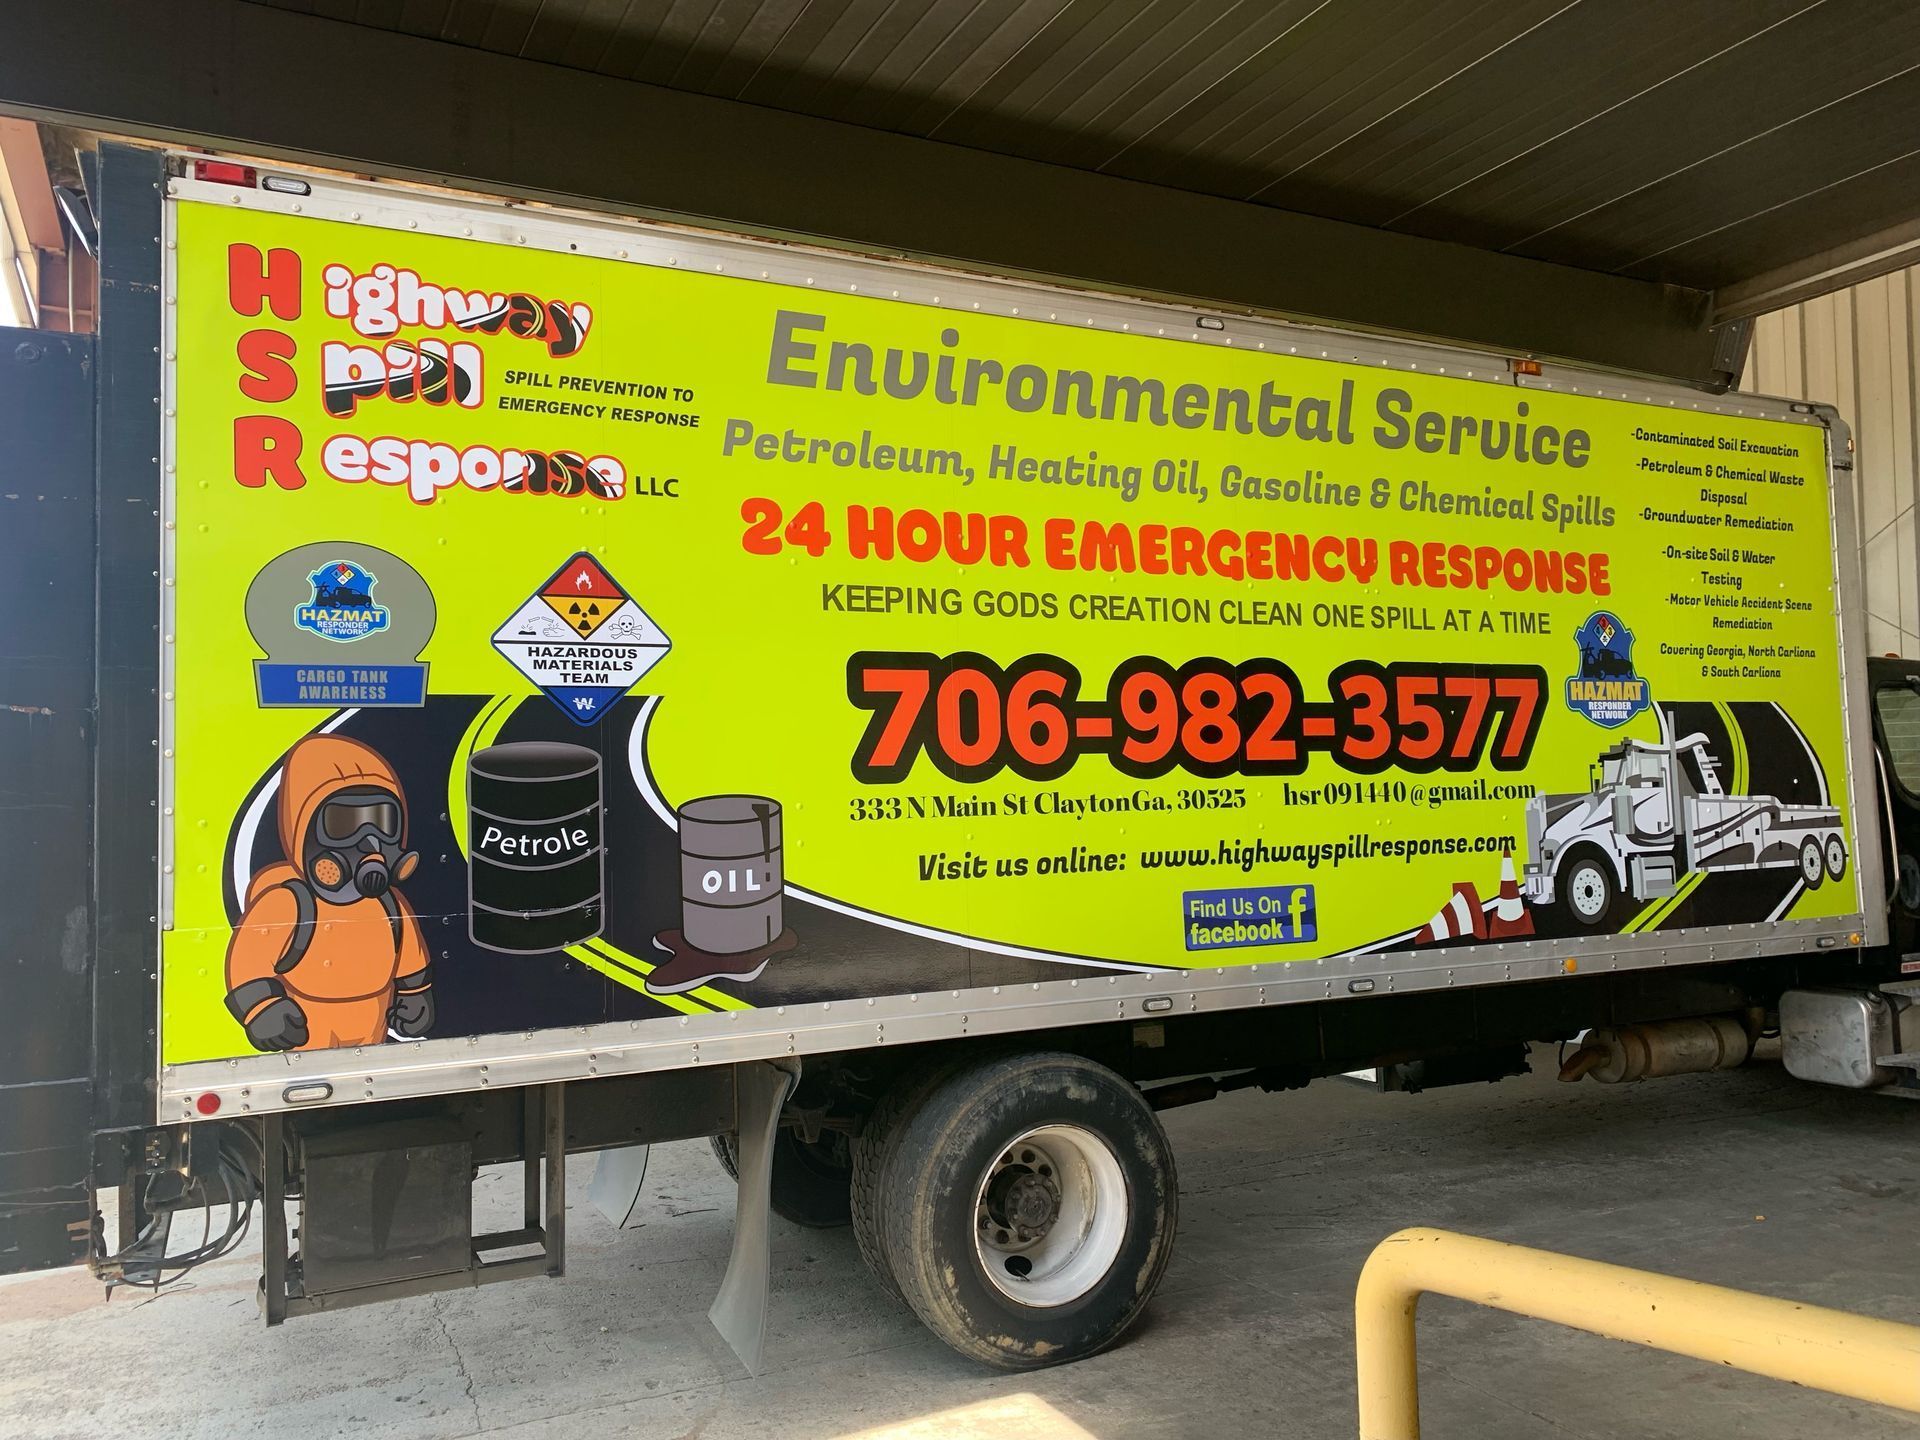 Highway
Spill
Response LLC
SPILL PREVENTION TO
EMERGENCY RESPONSE
Environmental Service
Petroleum, Heating Oil, Gasoline & Chemical Spills
24 HOUR EMERGENCY RESPONSE
KEEPING GODS CREATION CLEAN ONE SPILL AT A TIME
706-982-3577
333 N Main St ClaytonGa, 30525 hsr091440@gmail.com
Visit us online: www.highwayspillresponse.com
Find Us On
facebook f
-Contaminated Soil Excavation
-Petroleum & Chemical Waste
Disposal
-Groundwater Remediation
-On-site Soil & Water
Testing
-Motor Vehicle Accident Scene
Remediation
Covering Georgia, North Carliona
& South Carliona
HAZMAT
RESPONDER
NETWORK
CARGO TANK
AWARENESS
HAZARDOUS
MATERIALS
TEAM
W
Petrole
OIL
HAZMAT
RESPONDER
NETWORK